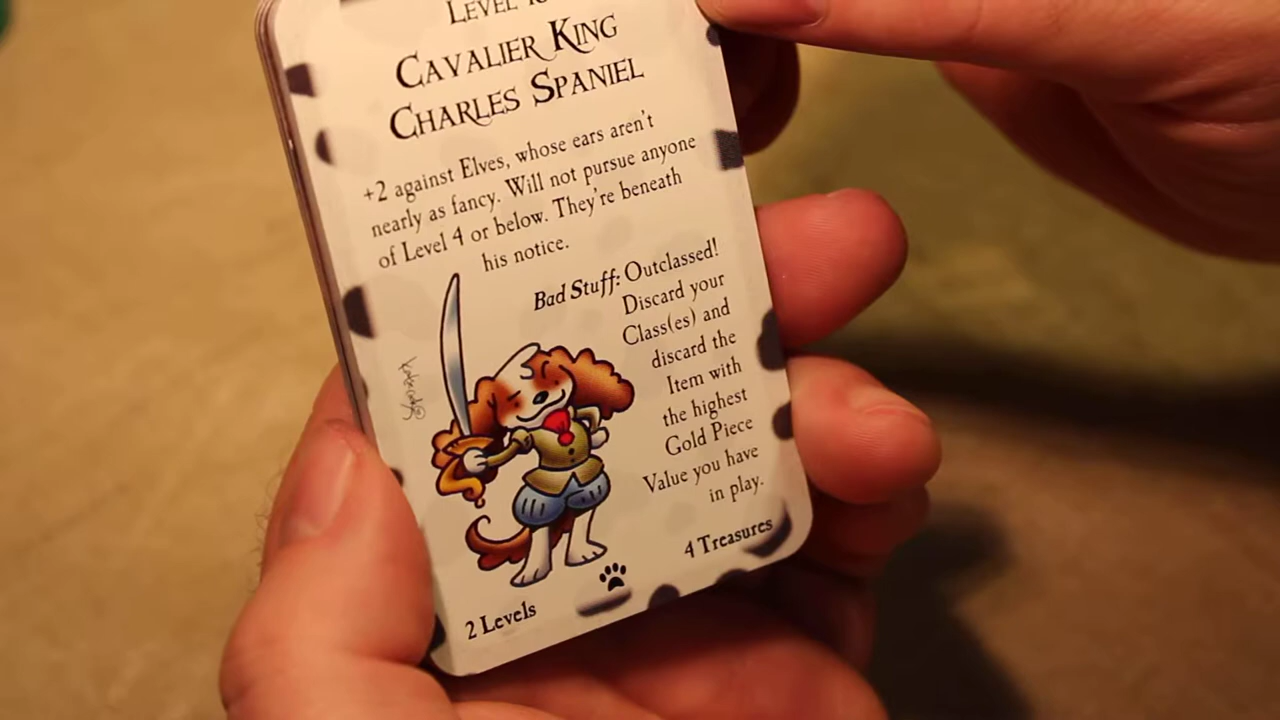 Level
Cavalier King
Charles Spaniel
+2 against Elves, whose ears aren't
nearly as fancy. Will not pursue anyone
of Level 4 or below. They're beneath
his notice.
Bad Stuff: Outclassed!
Discard your
Class(es) and
discard the
Item with
the highest
Gold Piece
Value you have
in play.
2 Levels
4 Treasures